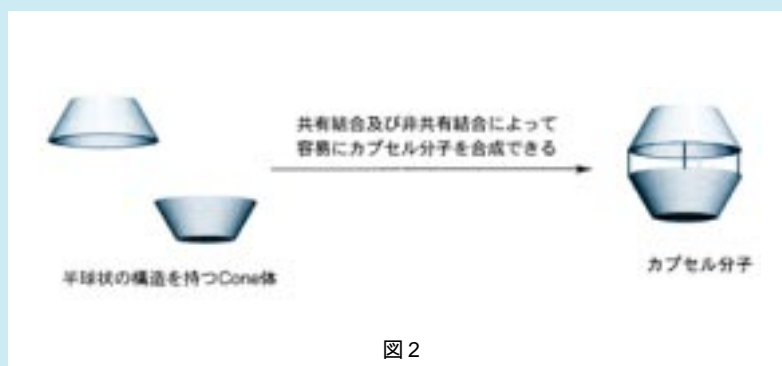 共有結合及び非共有結合によって
容易にカプセル分子を合成できる
半球状の構造を持つCone体
カプセル分子
図2